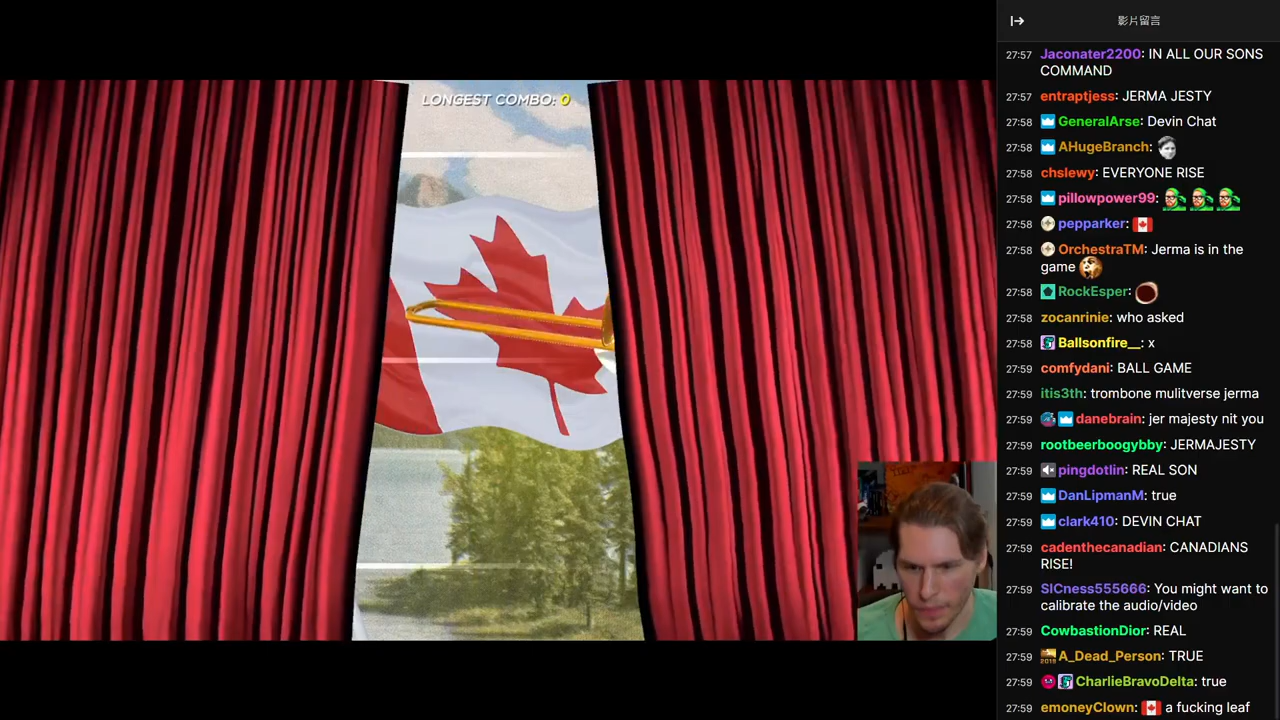 影片留言
LONGEST COMBO: 0
27:57 Jaconater2200: IN ALL OUR SONS
COMMAND
27:57 entraptjess: JERMA JESTY
27:58 GeneralArse: Devin Chat
27:58 AHugeBranch:
27:58 chslewy: EVERYONE RISE
27:58 pillowpower99:
27:58 pepparker:
27:58 OrchestraTM: Jerma is in the
game
27:58 RockEsper:
27:58 zocanrinie: who asked
27:58 Ballsonfire__: x
27:59 comfydani: BALL GAME
27:59 itis3th: trombone mulitverse jerma
27:59 danebrain: jer majesty nit you
27:59 rootbeerboogybby: JERMAJESTY
27:59 pingdotlin: REAL SON
27:59 DanLipmanM: true
27:59 clark410: DEVIN CHAT
27:59 cadenthecanadian: CANADIANS
RISE!
27:59 SICness555666: You might want to
calibrate the audio/video
27:59 CowbastionDior: REAL
27:59 A_Dead_Person: TRUE
27:59 CharlieBravoDelta: true
27:59 emoneyClown: a fucking leaf